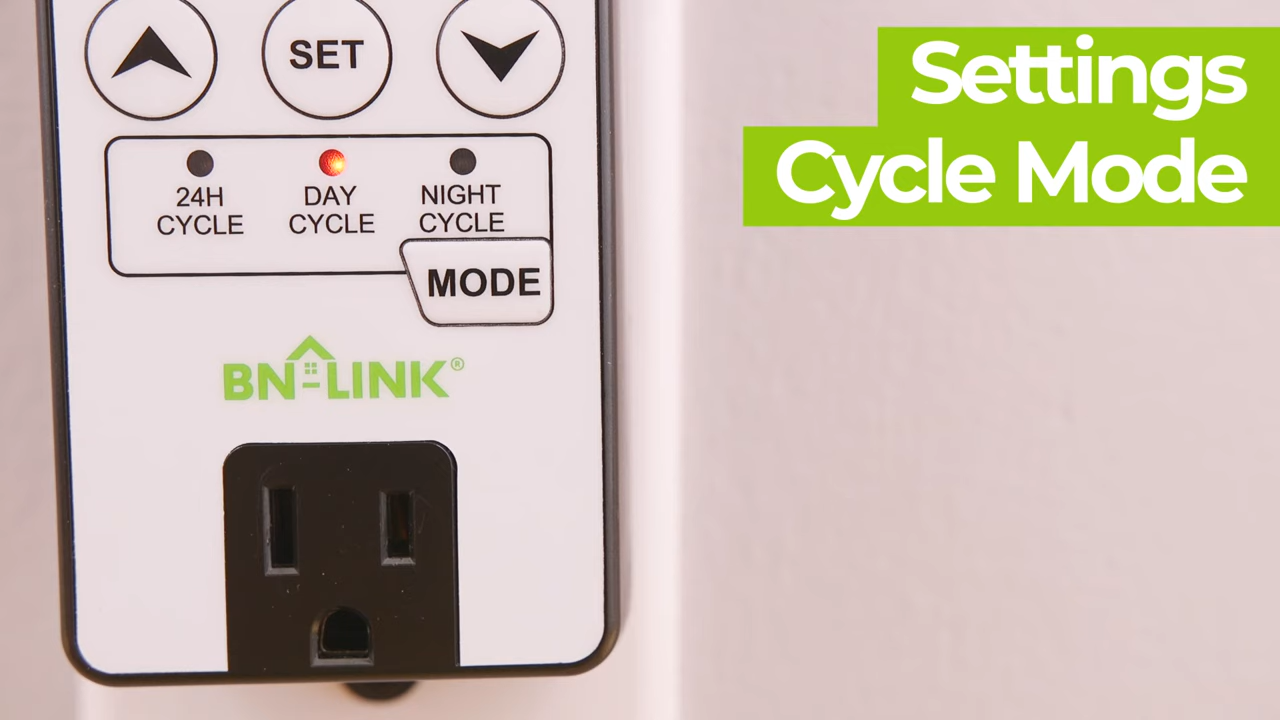 Settings
Cycle Mode
SET
24H
CYCLE
DAY
CYCLE
NIGHT
CYCLE
MODE
BN-LINK®